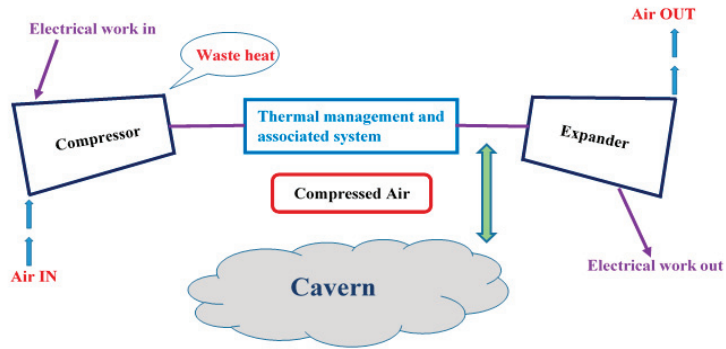 Air OUT
Electrical work in
Waste heat
Thermal management and
associated system
Compressor
Expander
Compressed Air
Air IN
Electrical work out
Cavern